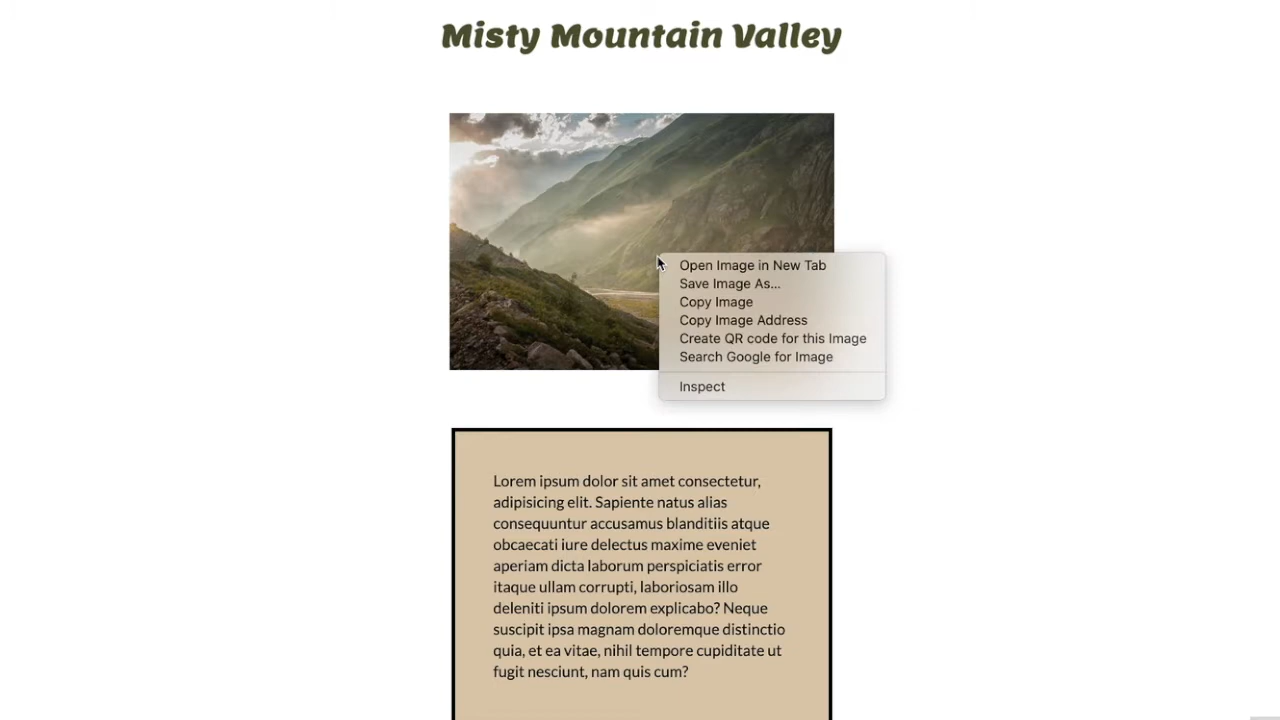 Misty Mountain Valley
Open Image in New Tab
Save Image As...
Copy Image
Copy Image Address
Create QR code for this Image
Search Google for Image
Inspect
Lorem ipsum dolor sit amet consectetur,
adipisicing elit. Sapiente natus alias
consequuntur accusamus blanditiis atque
obcaecati iure delectus maxime eveniet
aperiam dicta laborum perspiciatis error
itaque ullam corrupti, laboriosam illo
deleniti ipsum dolorem explicabo? Neque
suscipit ipsa magnam doloremque distinctio
quia, et ea vitae, nihil tempore cupiditate ut
fugit nesciunt, nam quis cum?